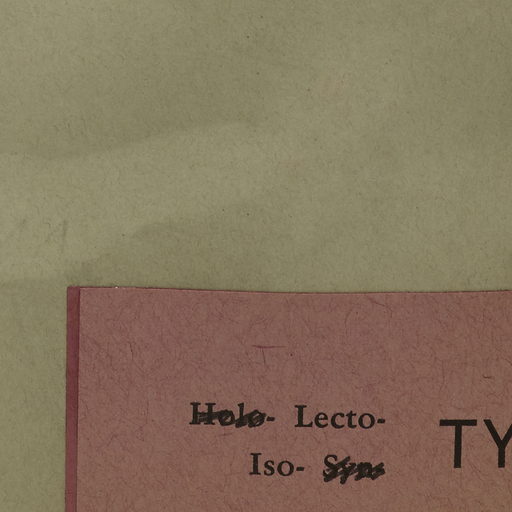 Holo- Lecto-
Iso- Syn-
TY